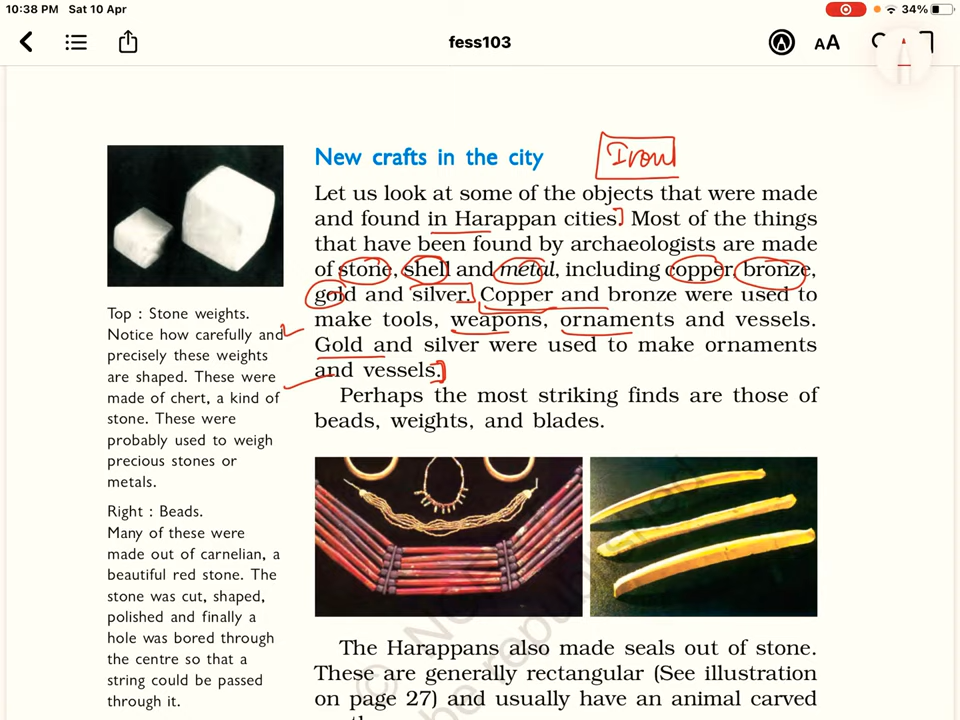 10:38 PM Sat 10 Apr
34%
fess103
AA
New crafts in the city
Iron
Let us look at some of the objects that were made
and found in Harappan cities. Most of the things
that have been found by archaeologists are made
of stone, shell and metal, including copper, bronze,
gold and silver. Copper and bronze were used to
make tools, weapons, ornaments and vessels.
Gold and silver were used to make ornaments
and vessels.
Perhaps the most striking finds are those of
beads, weights, and blades.
Top : Stone weights.
Notice how carefully and
precisely these weights
are shaped. These were
made of chert, a kind of
stone. These were
probably used to weigh
precious stones or
metals.
Right : Beads.
Many of these were
made out of carnelian, a
beautiful red stone. The
stone was cut, shaped,
polished and finally a
hole was bored through
the centre so that a
string could be passed
through it.
The Harappans also made seals out of stone.
These are generally rectangular (See illustration
on page 27) and usually have an animal carved